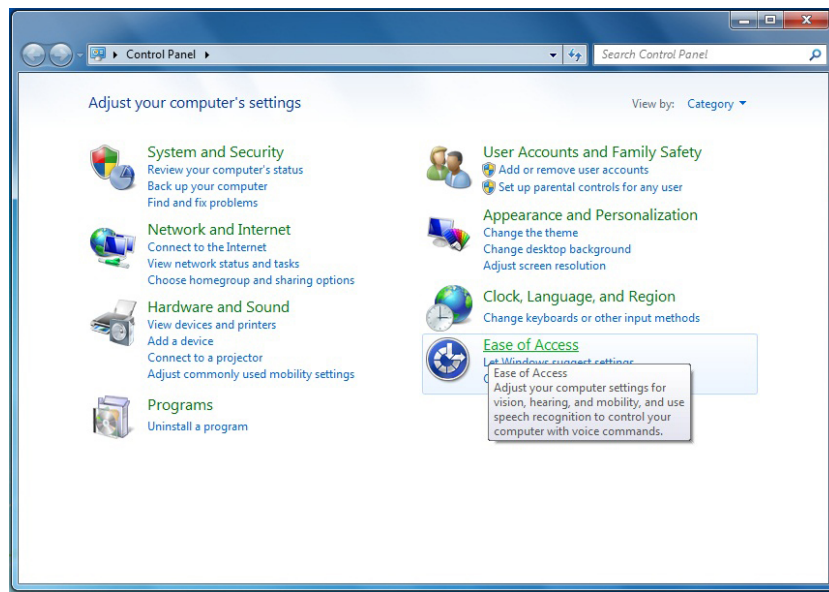 Control Panel
Search Control Panel
Adjust your computer's settings
View by: Category
System and Security
Review your computer's status
Back up your computer
Find and fix problems
Network and Internet
Connect to the Internet
View network status and tasks
Choose homegroup and sharing options
Hardware and Sound
View devices and printers
Add a device
Connect to a projector
Adjust commonly used mobility settings
Programs
Uninstall a program
User Accounts and Family Safety
Add or remove user accounts
Set up parental controls for any user
Appearance and Personalization
Change the theme
Change desktop background
Adjust screen resolution
Clock, Language, and Region
Change keyboards or other input methods
Ease of Access
Let Windows suggest settings
Ease of Access
Adjust your computer settings for
vision, hearing, and mobility, and use
speech recognition to control your
computer with voice commands.